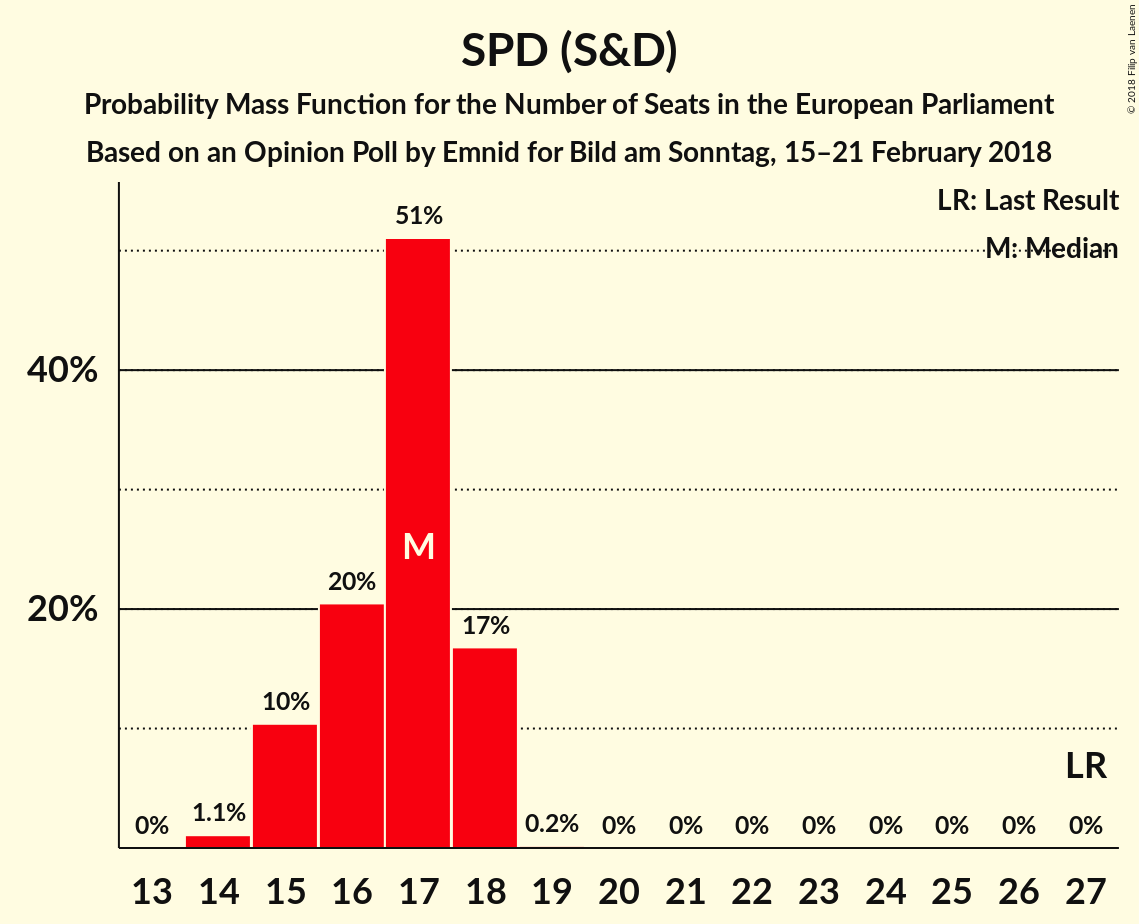 SPD (S&D)
Probability Mass Function for the Number of Seats in the European Parliament
Based on an Opinion Poll by Emnid for Bild am Sonntag, 15–21 February 2018
© 2018 Filip van Laenen
LR: Last Result
M: Median
40%
20%
0%
1.1%
10%
20%
51%
M
17%
0.2%
0%
0%
0%
0%
0%
0%
0%
LR
0%
13 14 15 16 17 18 19 20 21 22 23 24 25 26 27